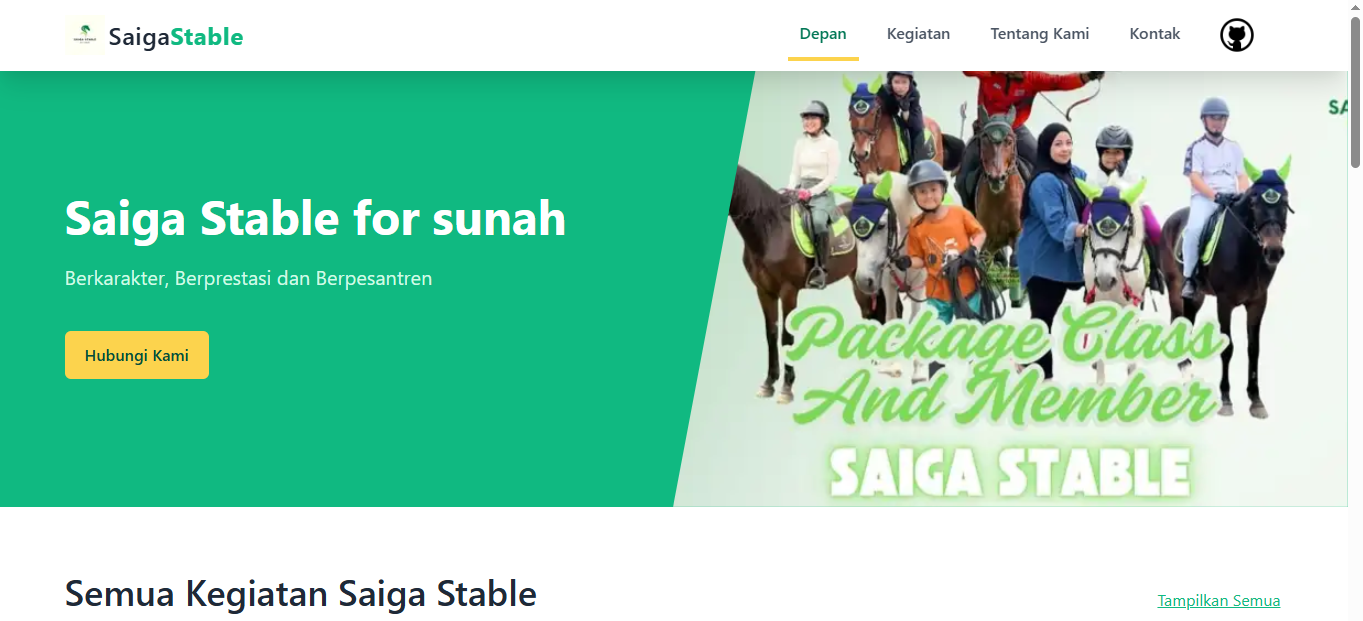 SaigaStable
Depan
Kegiatan
Tentang Kami
Kontak
SA
Saiga Stable for sunah
Berkarakter, Berprestasi dan Berpesantren
Hubungi Kami
Package Class
And Member
SAIGA STABLE
Semua Kegiatan Saiga Stable
Tampilkan Semua